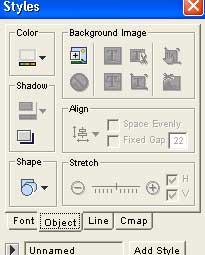 Styles
Color
Background Image
T
T
Shadow
T
T
Align
Space Evenly
Fixed Gap 22
Shape
Stretch
H
V
Font Object Line Cmap
Unnamed Add Style